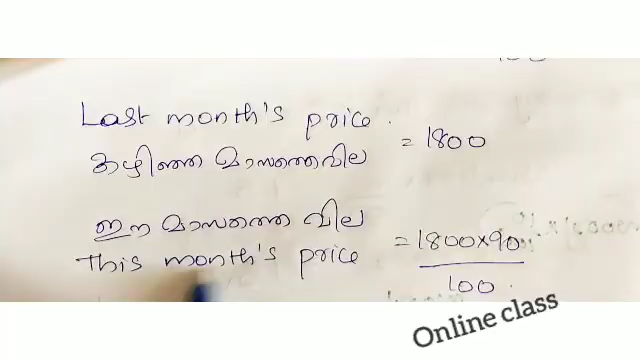 Last month's price
കഴിഞ്ഞ മാസത്തെവില = 1800
ഈ മാസത്തെ വില
This month's price = 1800×90
100
Online class